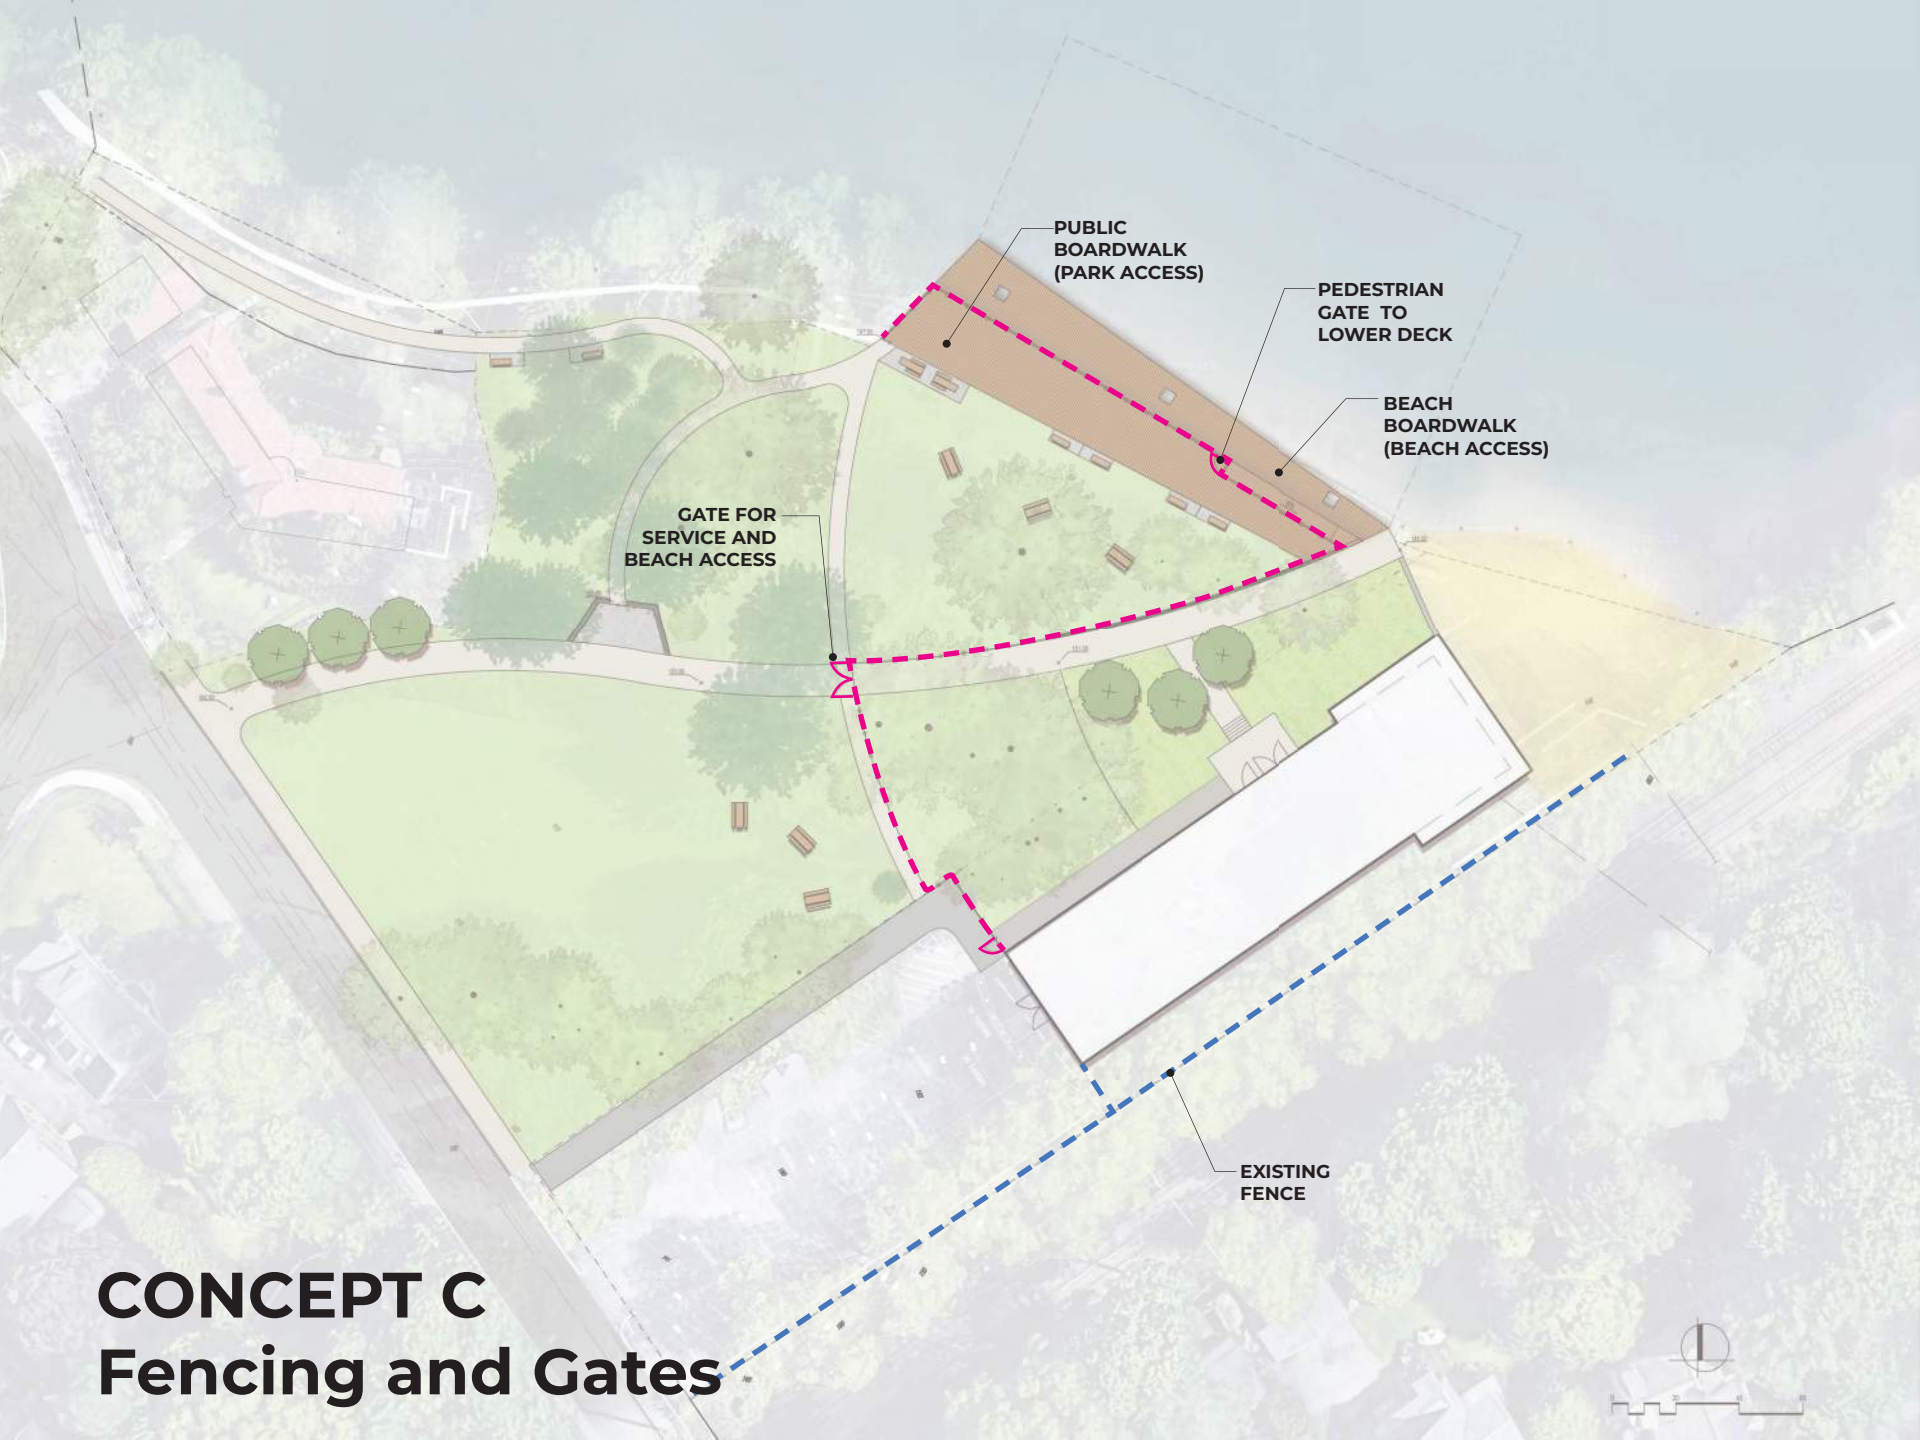 PUBLIC
BOARDWALK
(PARK ACCESS)
PEDESTRIAN
GATE TO
LOWER DECK
BEACH
BOARDWALK
(BEACH ACCESS)
GATE FOR
SERVICE AND
BEACH ACCESS
EXISTING
FENCE
CONCEPT C
Fencing and Gates